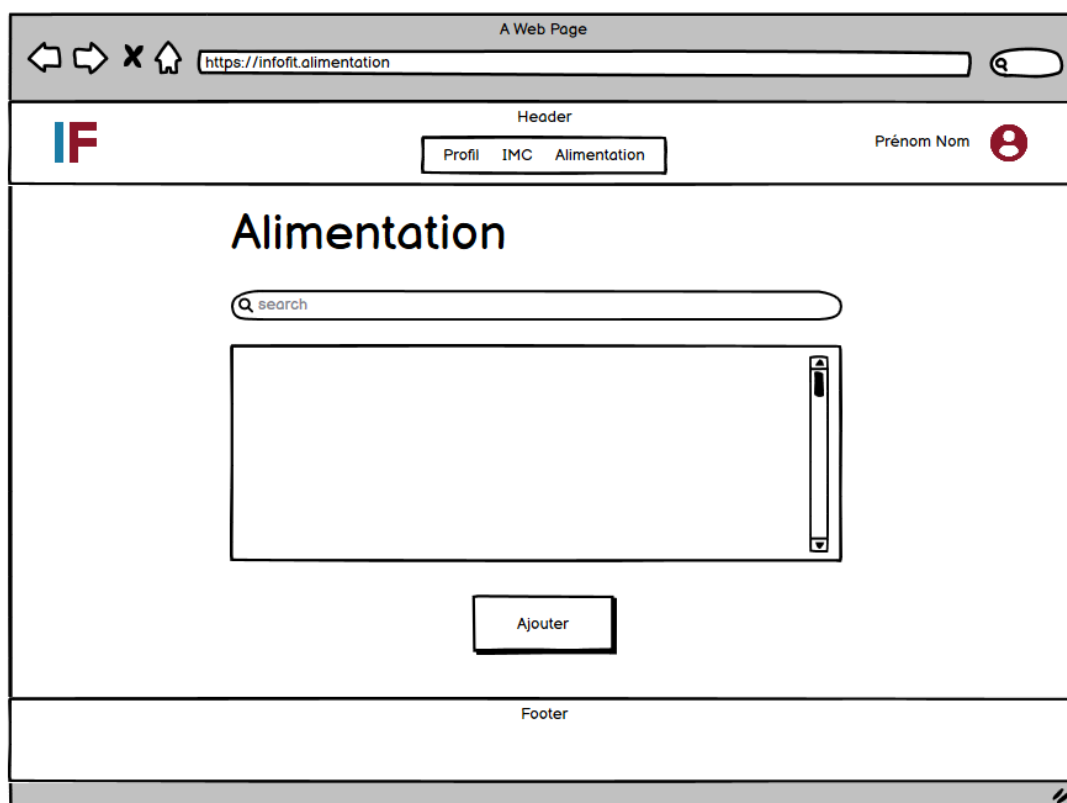 A Web Page
https://infofit.alimentation
IF
Header
Profil IMC Alimentation
Prénom Nom
Alimentation
search
Ajouter
Footer